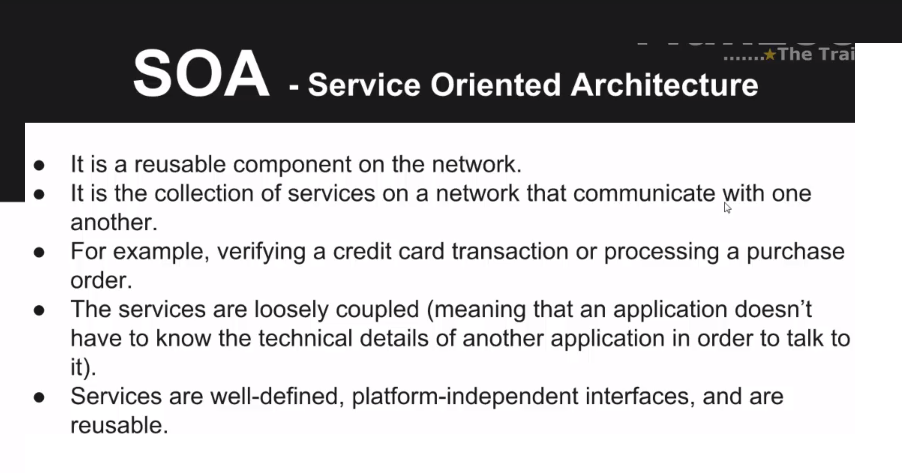 .......★The Trai
SOA - Service Oriented Architecture
● It is a reusable component on the network.
● It is the collection of services on a network that communicate with one
another.
● For example, verifying a credit card transaction or processing a purchase
order.
● The services are loosely coupled (meaning that an application doesn’t
have to know the technical details of another application in order to talk to
it).
● Services are well-defined, platform-independent interfaces, and are
reusable.